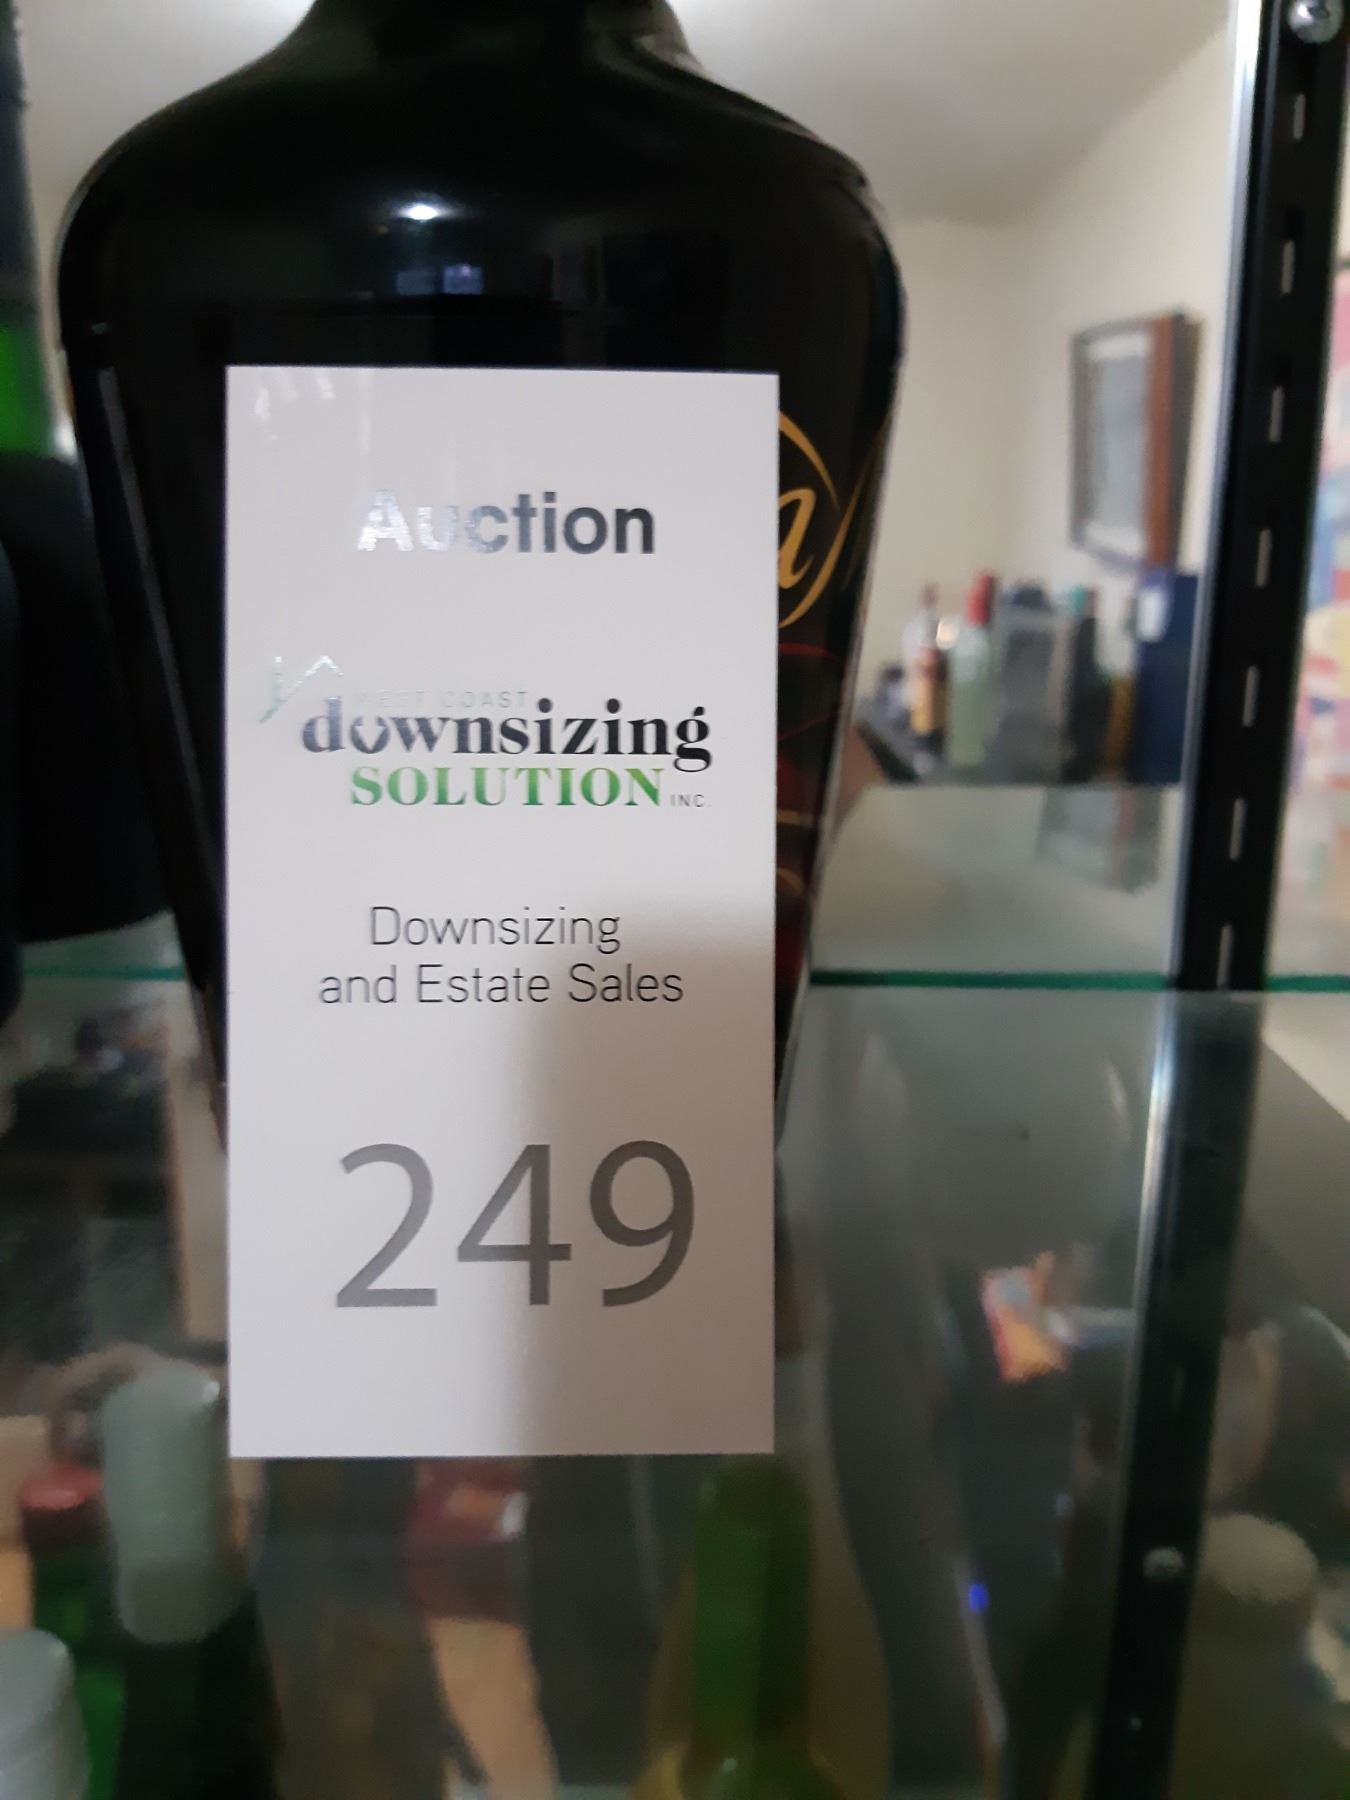 Auction
WEST COAST
downsizing
SOLUTION INC.
Downsizing
and Estate Sales
249
a